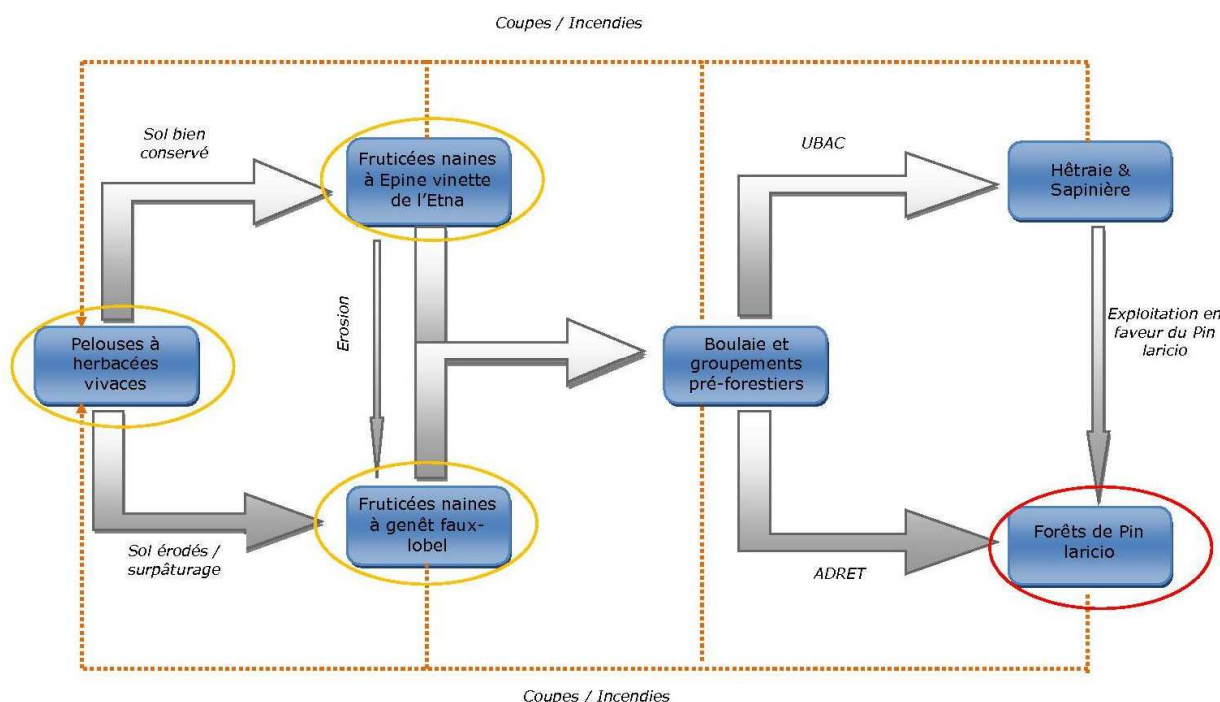 Coupes / Incendies
Sol bien
conservé
Fruticées naines
à Epine vinette
de l'Etna
UBAC
Hêtraie &
Sapinière
Erosion
Pelouses à
herbacées
vivaces
Boulaie et
groupements
pré-forestiers
Exploitation en
faveur du Pin
laricio
Fruticées naines
à genêt faux-
lobel
Sol érodés /
surpâturage
ADRET
Forêts de Pin
laricio
Coupes / Incendies